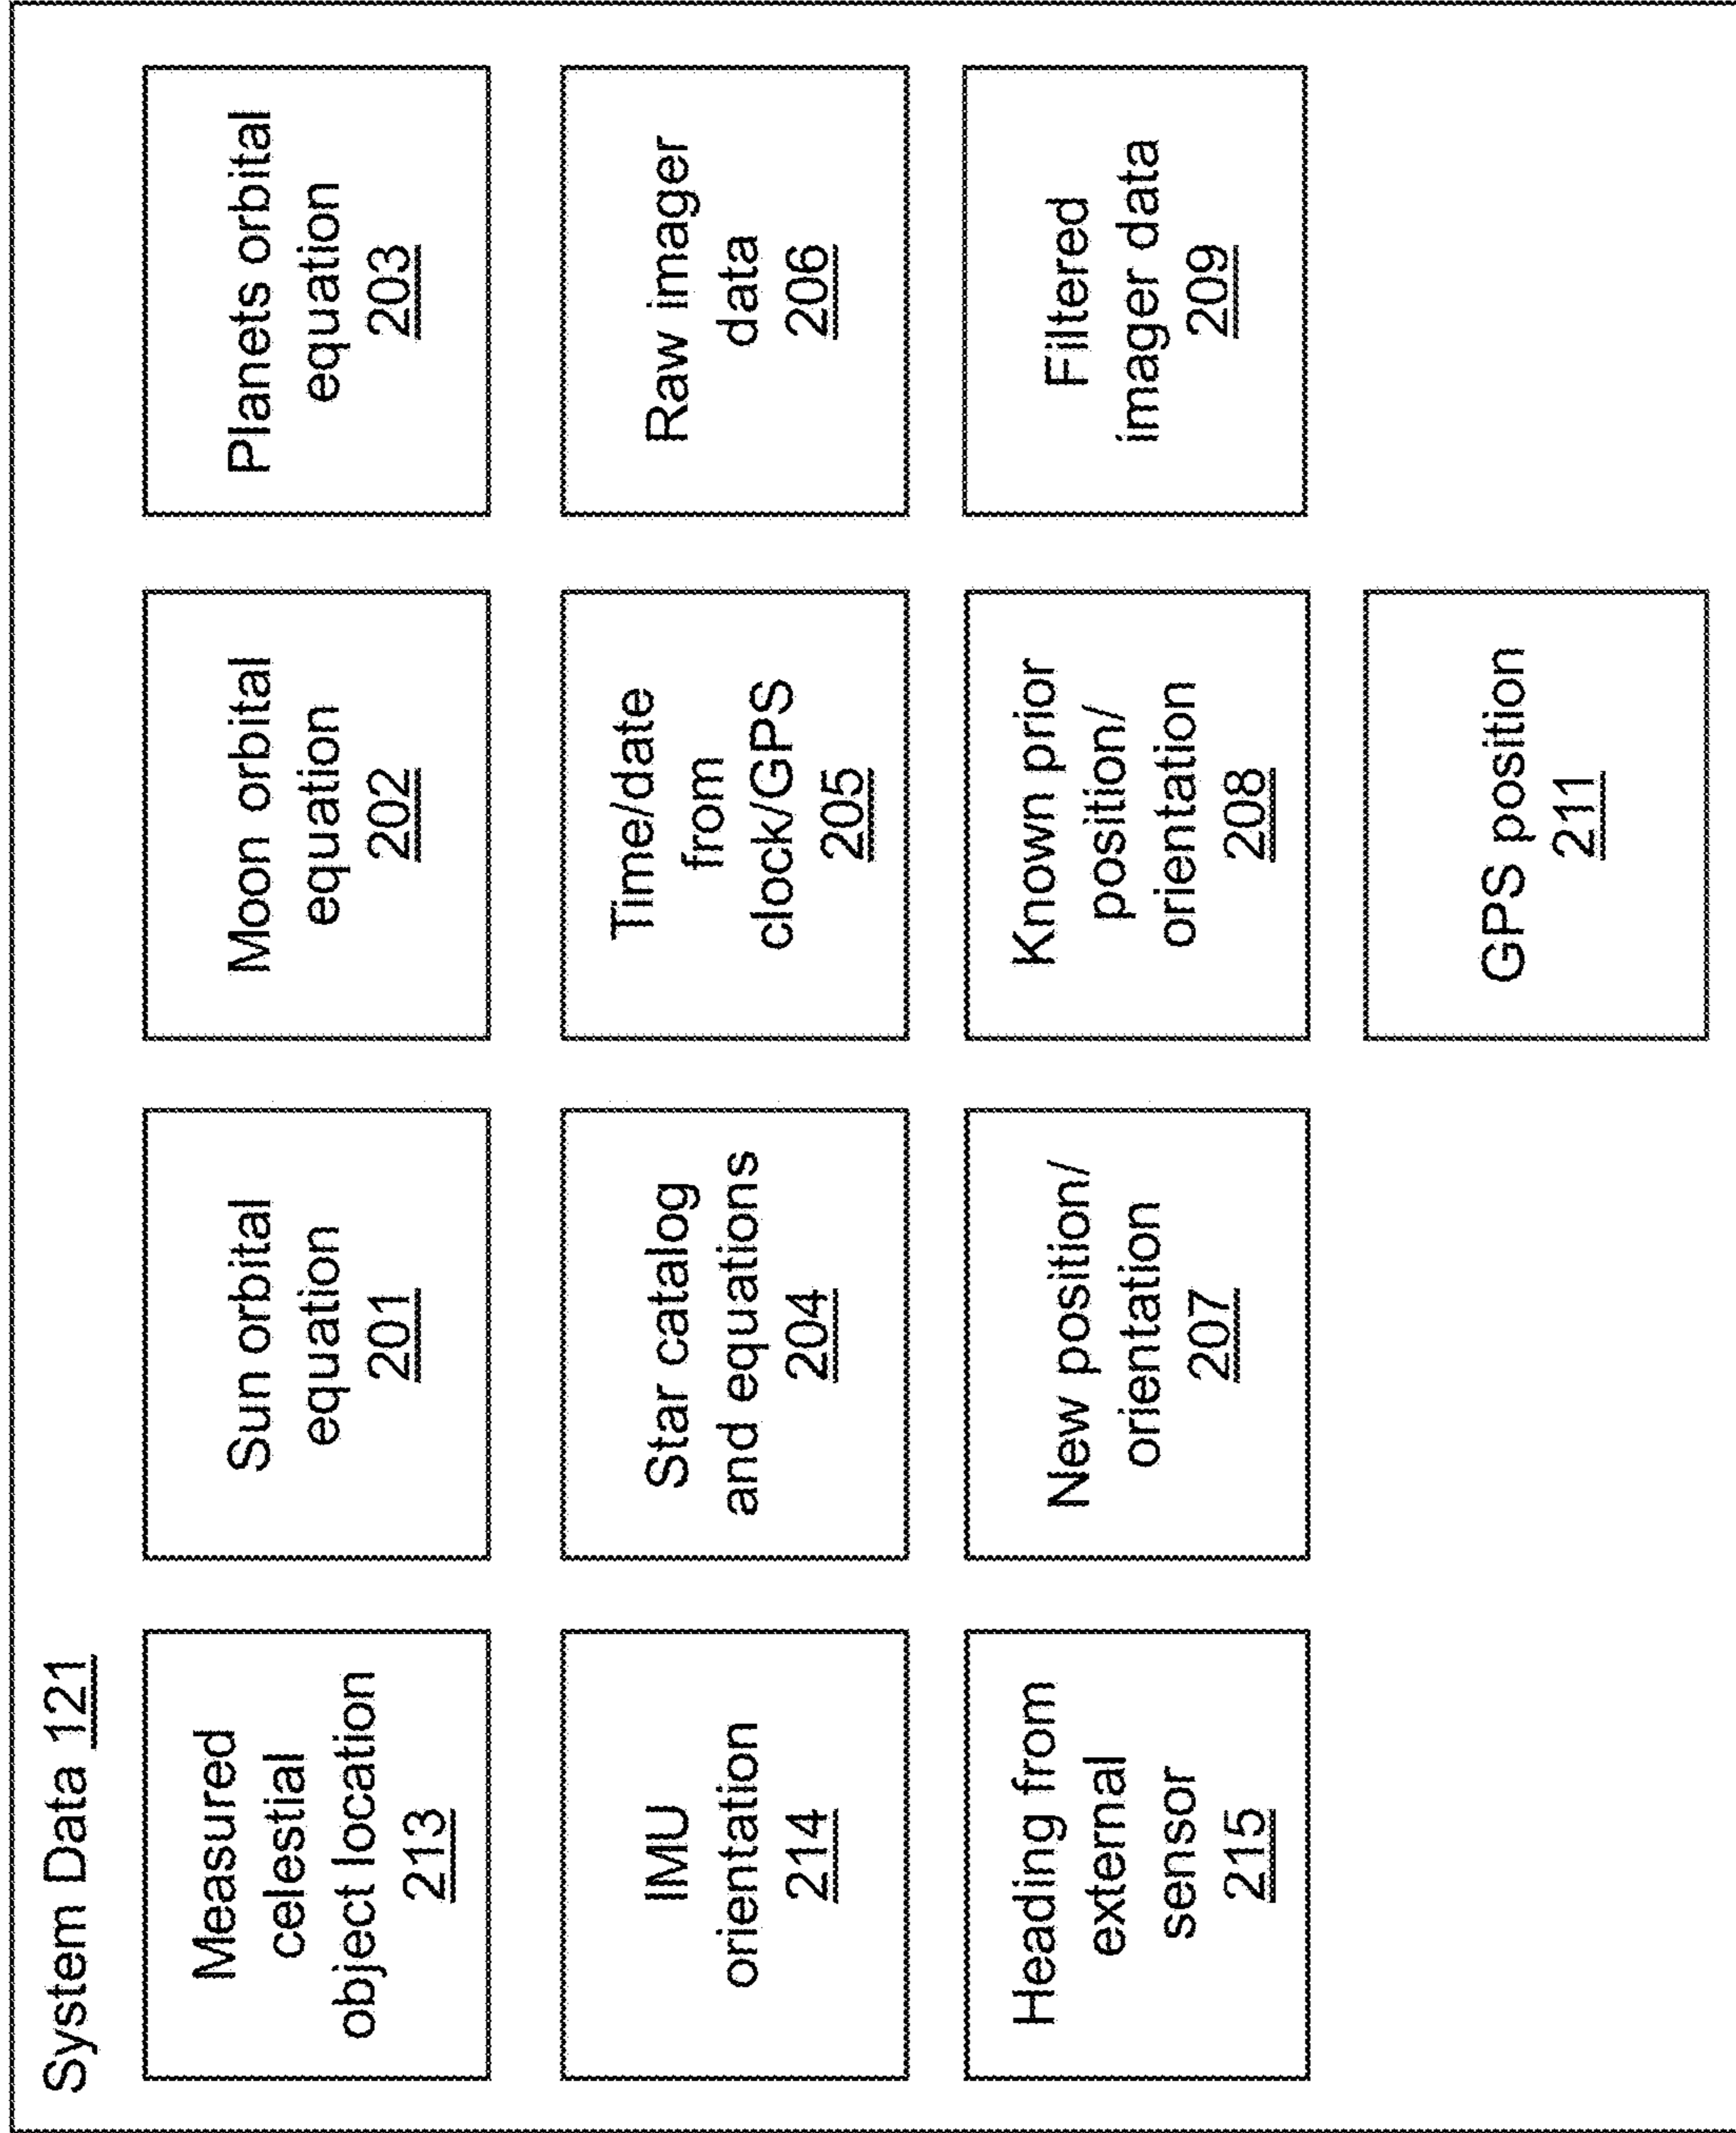 System Data 121
Measured
celestial
object location
213
Sun orbital
equation
201
Moon orbital
equation
202
Planets orbital
equation
203
IMU
orientation
214
Star catalog
and equations
204
Time/date
from
clock/GPS
205
Raw imager
data
206
Heading from
external
sensor
215
New position/
orientation
207
Known prior
position/
orientation
208
Filtered
imager data
209
GPS position
211